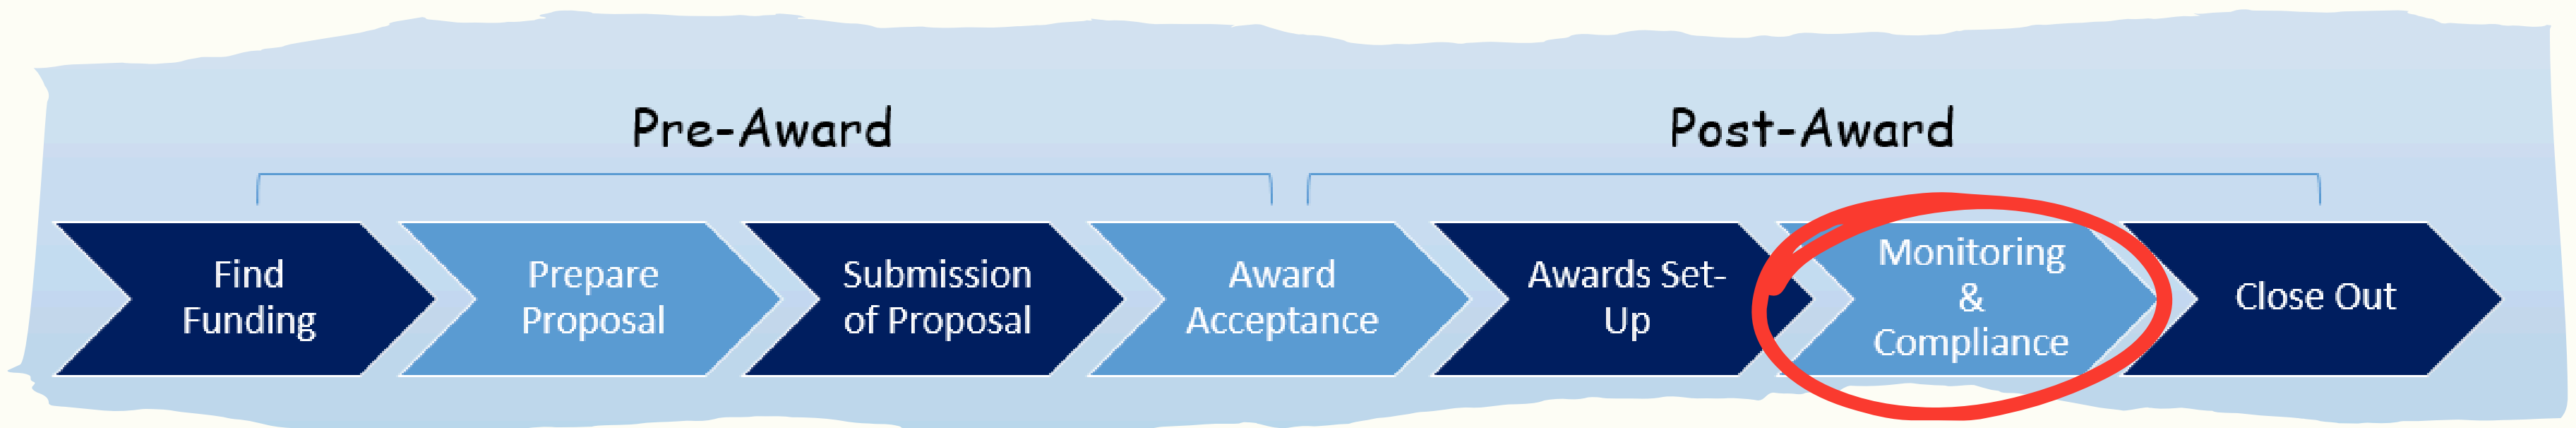 Pre-Award
Post-Award
Find
Funding
Prepare
Proposal
Submission
of Proposal
Award
Acceptance
Awards Set-
Up
Monitoring
&
Compliance
Close Out